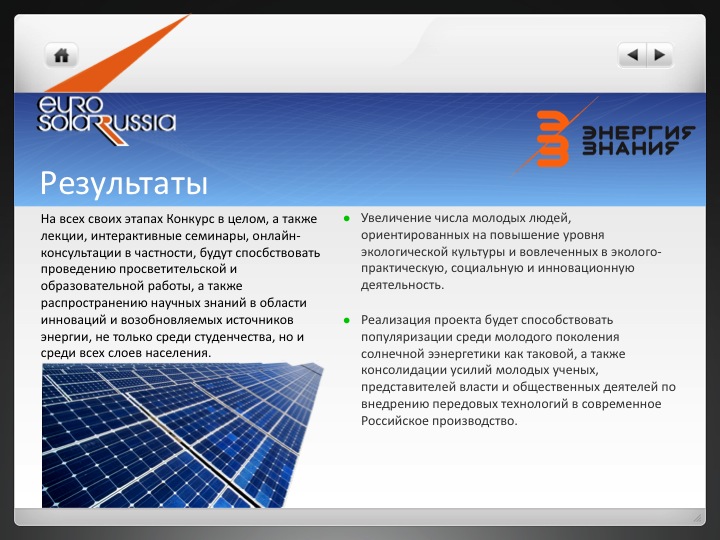 euro
solarRussia
ЭНЕРГИЯ
ЗНАНИЯ
Результаты
На всех своих этапах Конкурс в целом, а также
лекции, интерактивные семинары, онлайн-
консультации в частности, будут спосбствовать
проведению просветительской и
образовательной работы, а также
распространению научных знаний в области
инноваций и возобновляемых источников
энергии, не только среди студенчества, но и
среди всех слоев населения.
● Увеличение числа молодых людей,
ориентированных на повышение уровня
экологической культуры и вовлеченных в эколого-
практическую, социальную и инновационную
деятельность.
● Реализация проекта будет способствовать
популяризации среди молодого поколения
солнечной ээнергетики как таковой, а также
консолидации усилий молодых ученых,
представителей власти и общественных деятелей по
внедрению передовых технологий в современное
Российское производство.